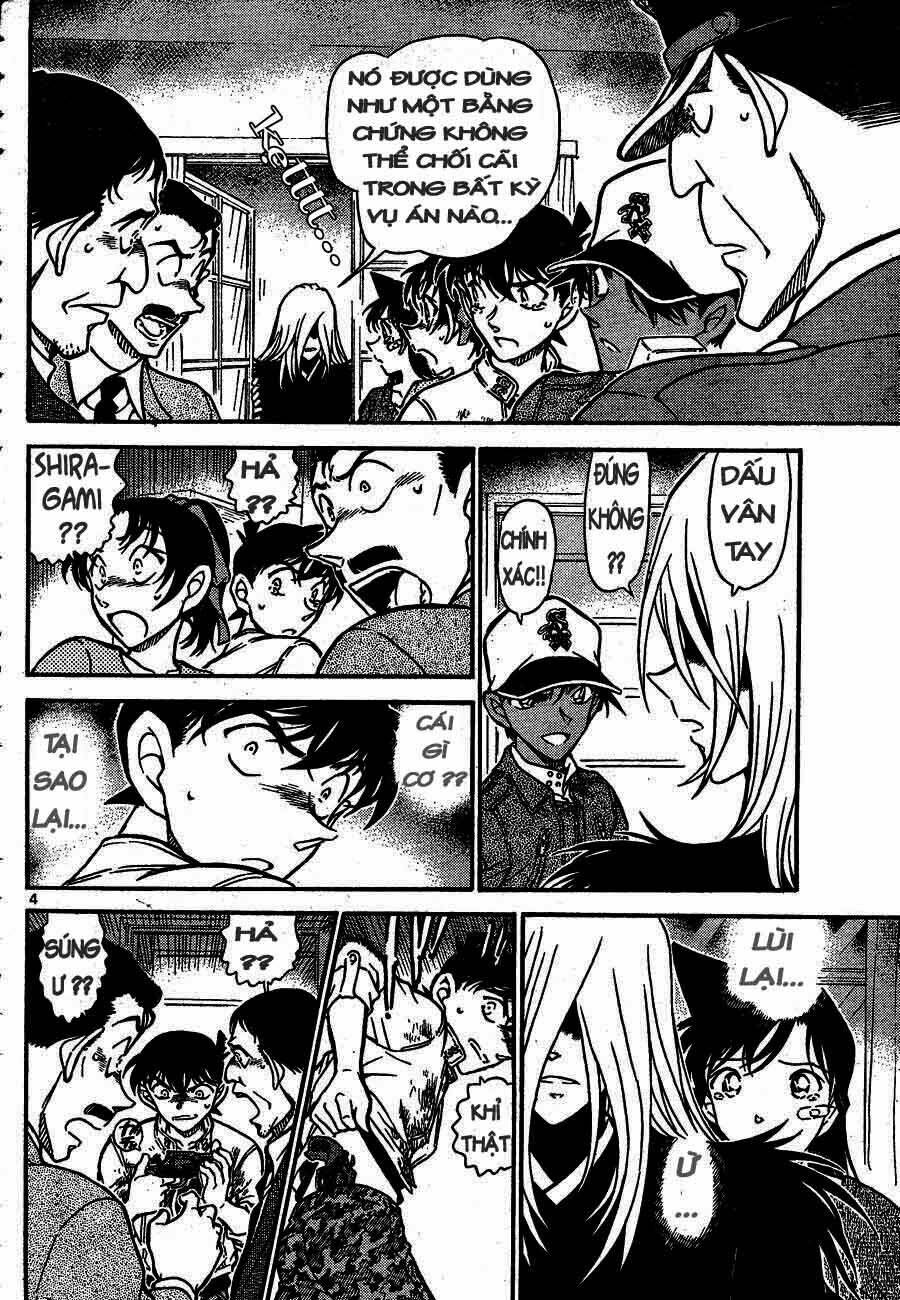 NÓ ĐƯỢC DÙNG
NHƯ MỘT BẰNG
CHỨNG KHÔNG
THỂ CHỐI CÃI
TRONG BẤT KỲ
VỤ ÁN NÀO...
DẤU
VÂN
TAY
ĐÚNG
KHÔNG
??
CHÍNH
XÁC!!
HẢ
??
SHIRA-
GAMI
??
CÁI
GÌ
CƠ ??
TẠI
SAO
LẠI...
4
LÙI
LẠI...
Ừ
...
KHỈ
THẬT
HẢ
??
SÚNG
Ư ??